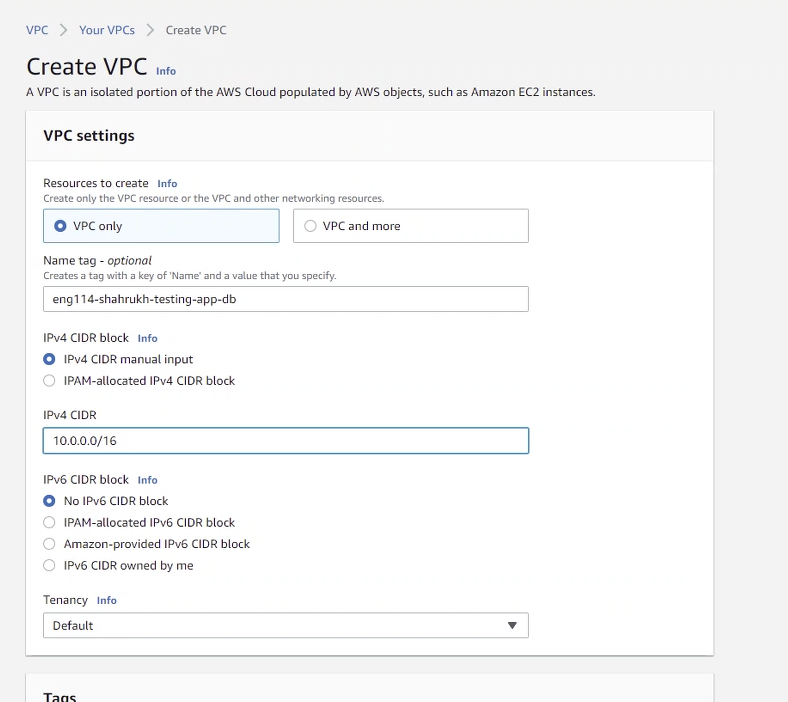 VPC > Your VPCs > Create VPC
Create VPC Info
A VPC is an isolated portion of the AWS Cloud populated by AWS objects, such as Amazon EC2 instances.
VPC settings
Resources to create Info
Create only the VPC resource or the VPC and other networking resources.
VPC only VPC and more
Name tag - optional
Creates a tag with a key of 'Name' and a value that you specify.
eng114-shahrukh-testing-app-db
IPv4 CIDR block Info
IPv4 CIDR manual input
IPAM-allocated IPv4 CIDR block
IPv4 CIDR
10.0.0.0/16
IPv6 CIDR block Info
No IPv6 CIDR block
IPAM-allocated IPv6 CIDR block
Amazon-provided IPv6 CIDR block
IPv6 CIDR owned by me
Tenancy Info
Default
Tags